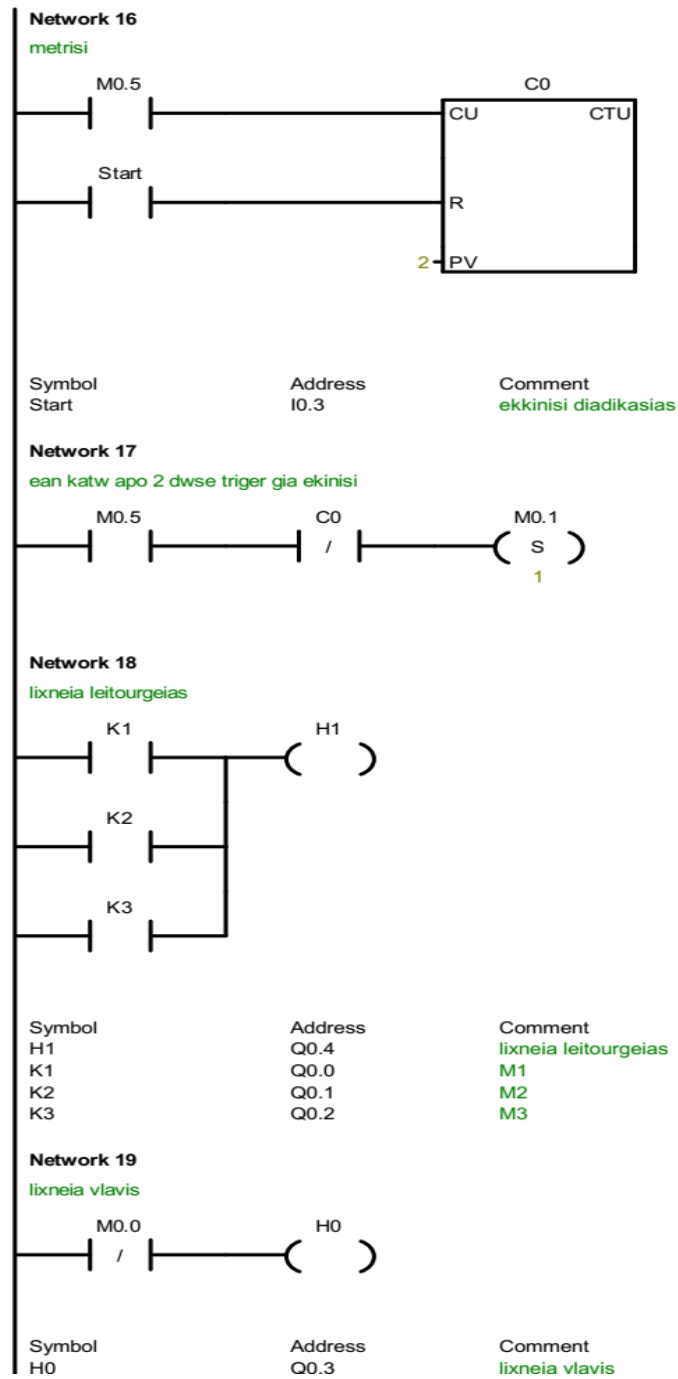 Network 16
metrisi
M0.5
C0
CU CTU
Start
R
2 PV
Symbol Address Comment
Start I0.3 ekkinisi diadikasias
Network 17
ean katw apo 2 dwse triger gia ekinisi
M0.5 C0 M0.1
/ S
1
Network 18
lixneia leitourgeias
K1 H1
K2
K3
Symbol Address Comment
H1 Q0.4 lixneia leitourgeias
K1 Q0.0 M1
K2 Q0.1 M2
K3 Q0.2 M3
Network 19
lixneia vlavis
M0.0 H0
/
Symbol Address Comment
H0 Q0.3 lixneia vlavis